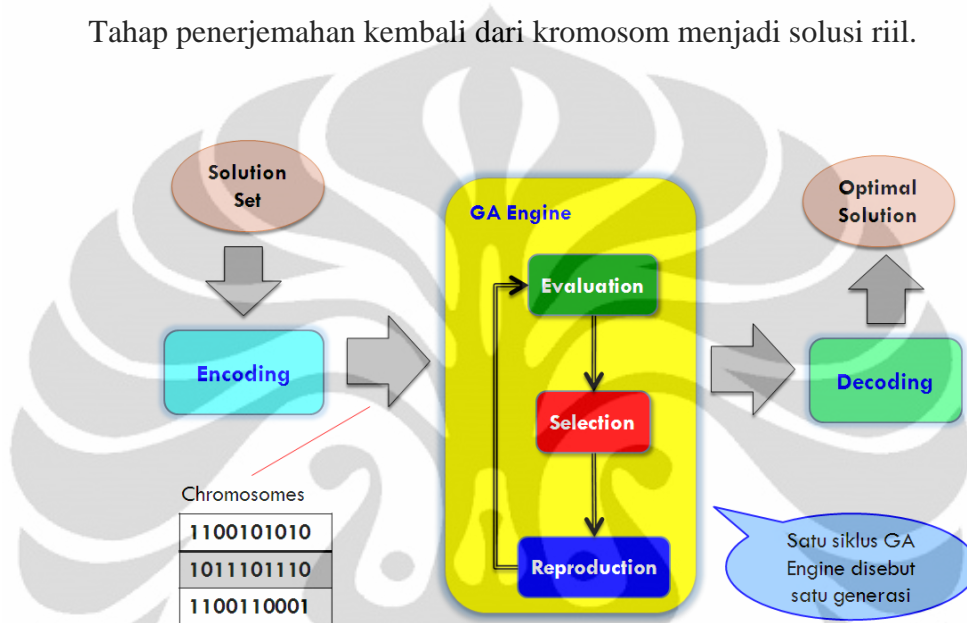 Tahap penerjemahan kembali dari kromosom menjadi solusi riil.
Solution
Set
Encoding
Chromosomes
1100101010
1011101110
1100110001
GA Engine
Evaluation
Selection
Reproduction
Optimal
Solution
Decoding
Satu siklus GA
Engine disebut
satu generasi